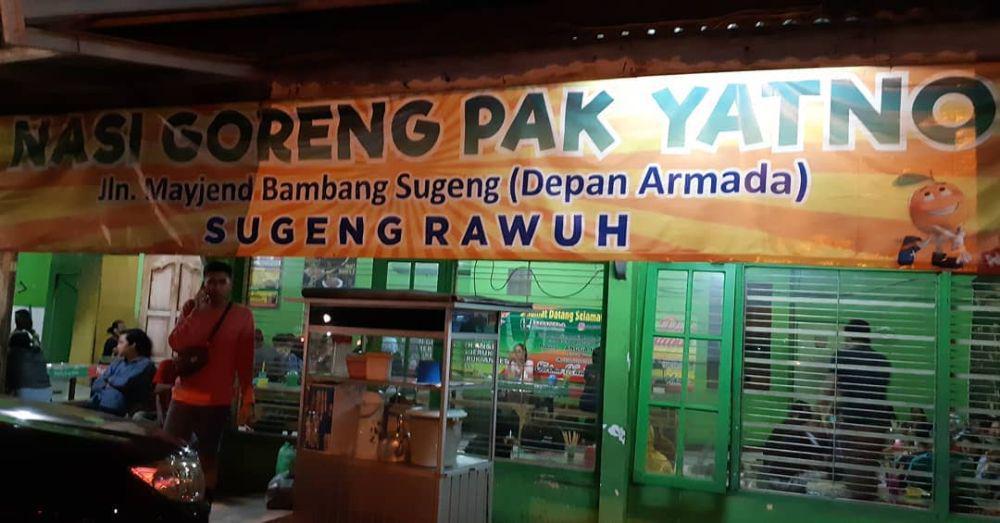 NASI GORENG PAK YATNO
Jln. Mayjend Bambang Sugeng (Depan Armada)
SUGENG RAWUH